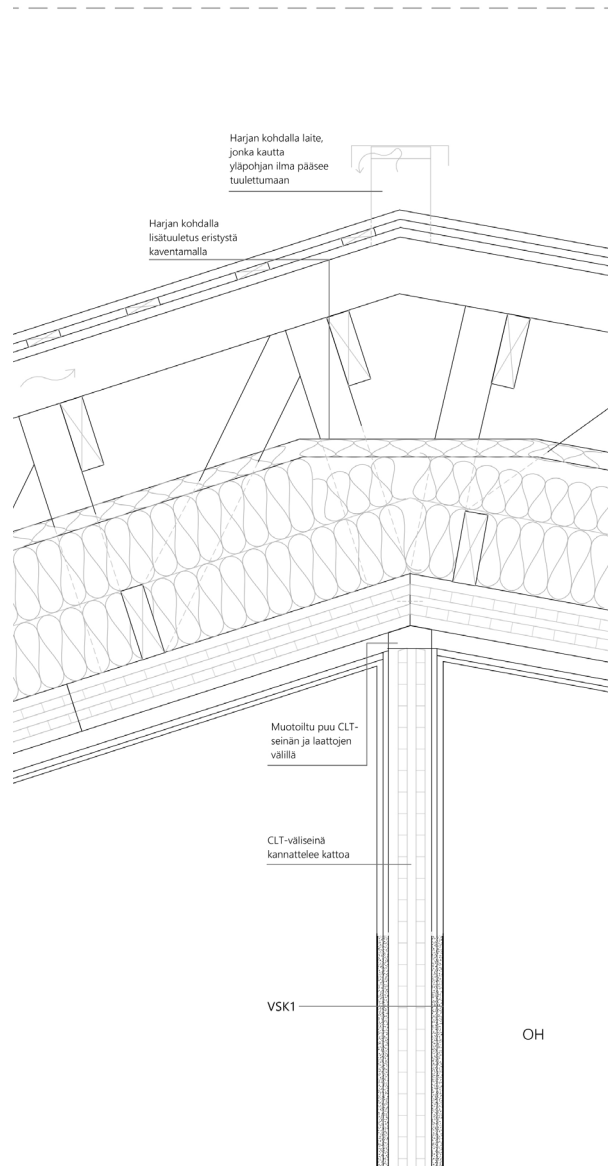 Harjan kohdalla laite,
jonka kautta
yläpohjan ilma pääsee
tuulettumaan
Harjan kohdalla
lisätuuletus eristystä
kaventamalla
Muotoiltu puu CLT-
seinän ja laattojen
välillä
CLT-väliseinä
kannattelee kattoa
VSK1
OH